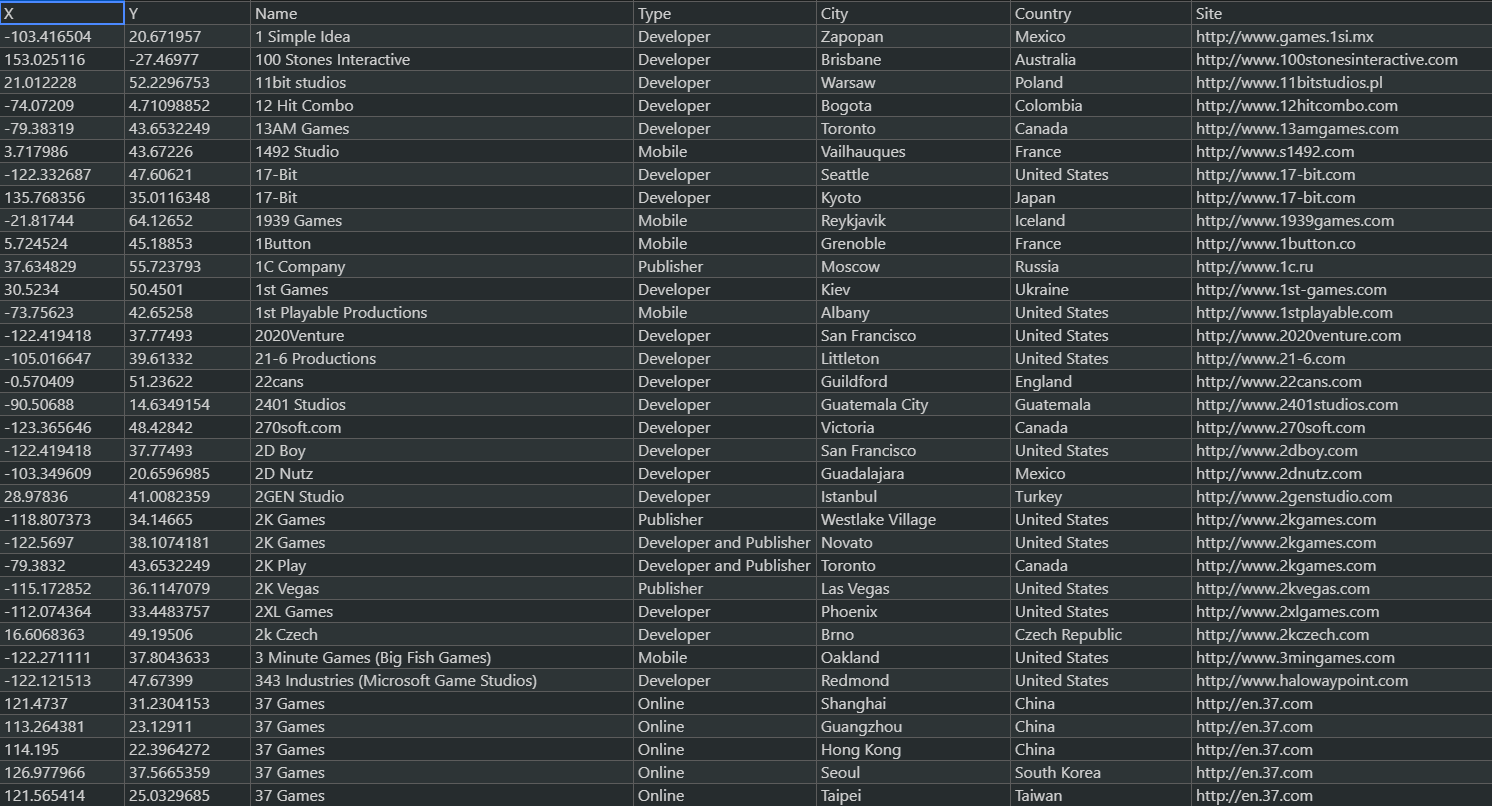 X Y Name Type City Country Site
-103.416504 20.671957 1 Simple Idea Developer Zapopan Mexico http://www.games.1si.mx
153.025116 -27.46977 100 Stones Interactive Developer Brisbane Australia http://www.100stonesinteractive.com
21.012228 52.2296753 11bit studios Developer Warsaw Poland http://www.11bitstudios.pl
-74.07209 4.71098852 12 Hit Combo Developer Bogota Colombia http://www.12hitcombo.com
-79.38319 43.6532249 13AM Games Developer Toronto Canada http://www.13amgames.com
3.717986 43.67226 1492 Studio Mobile Vailhauques France http://www.s1492.com
-122.332687 47.60621 17-Bit Developer Seattle United States http://www.17-bit.com
135.768356 35.0116348 17-Bit Developer Kyoto Japan http://www.17-bit.com
-21.81744 64.12652 1939 Games Mobile Reykjavik Iceland http://www.1939games.com
5.724524 45.18853 1Button Mobile Grenoble France http://www.1button.co
37.634829 55.723793 1C Company Publisher Moscow Russia http://www.1c.ru
30.5234 50.4501 1st Games Developer Kiev Ukraine http://www.1st-games.com
-73.75623 42.65258 1st Playable Productions Mobile Albany United States http://www.1stplayable.com
-122.419418 37.77493 2020Venture Developer San Francisco United States http://www.2020venture.com
-105.016647 39.61332 21-6 Productions Developer Littleton United States http://www.21-6.com
-0.570409 51.23622 22cans Developer Guildford England http://www.22cans.com
-90.50688 14.6349154 2401 Studios Developer Guatemala City Guatemala http://www.2401studios.com
-123.365646 48.42842 270soft.com Developer Victoria Canada http://www.270soft.com
-122.419418 37.77493 2D Boy Developer San Francisco United States http://www.2dboy.com
-103.349609 20.6596985 2D Nutz Developer Guadalajara Mexico http://www.2dnutz.com
28.97836 41.0082359 2GEN Studio Developer Istanbul Turkey http://www.2genstudio.com
-118.807373 34.14665 2K Games Publisher Westlake Village United States http://www.2kgames.com
-122.5697 38.1074181 2K Games Developer and Publisher Novato United States http://www.2kgames.com
-79.3832 43.6532249 2K Play Developer and Publisher Toronto Canada http://www.2kgames.com
-115.172852 36.1147079 2K Vegas Publisher Las Vegas United States http://www.2kvegas.com
-112.074364 33.4483757 2XL Games Developer Phoenix United States http://www.2xlgames.com
16.6068363 49.19506 2k Czech Developer Brno Czech Republic http://www.2kczech.com
-122.271111 37.8043633 3 Minute Games (Big Fish Games) Mobile Oakland United States http://www.3mingames.com
-122.121513 47.67399 343 Industries (Microsoft Game Studios) Developer Redmond United States http://www.halowaypoint.com
121.4737 31.2304153 37 Games Online Shanghai China http://en.37.com
113.264381 23.12911 37 Games Online Guangzhou China http://en.37.com
114.195 22.3964272 37 Games Online Hong Kong China http://en.37.com
126.977966 37.5665359 37 Games Online Seoul South Korea http://en.37.com
121.565414 25.0329685 37 Games Online Taipei Taiwan http://en.37.com